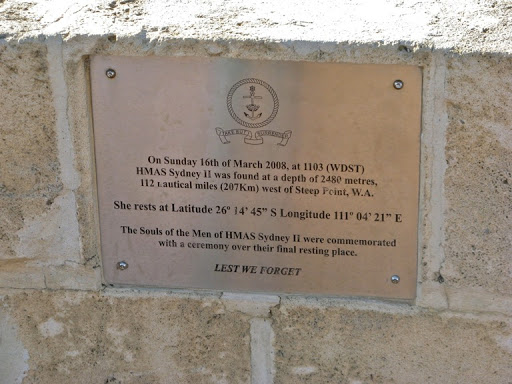 On Sunday 16th of March 2008, at 1103 (WDST)
HMAS Sydney II was found at a depth of 2480 metres,
112 nautical miles (207Km) west of Steep Point, W.A.
She rests at Latitude 26° 14' 45" S Longitude 111° 04' 21" E
The Souls of the Men of HMAS Sydney II were commemorated
with a ceremony over their final resting place.
LEST WE FORGET